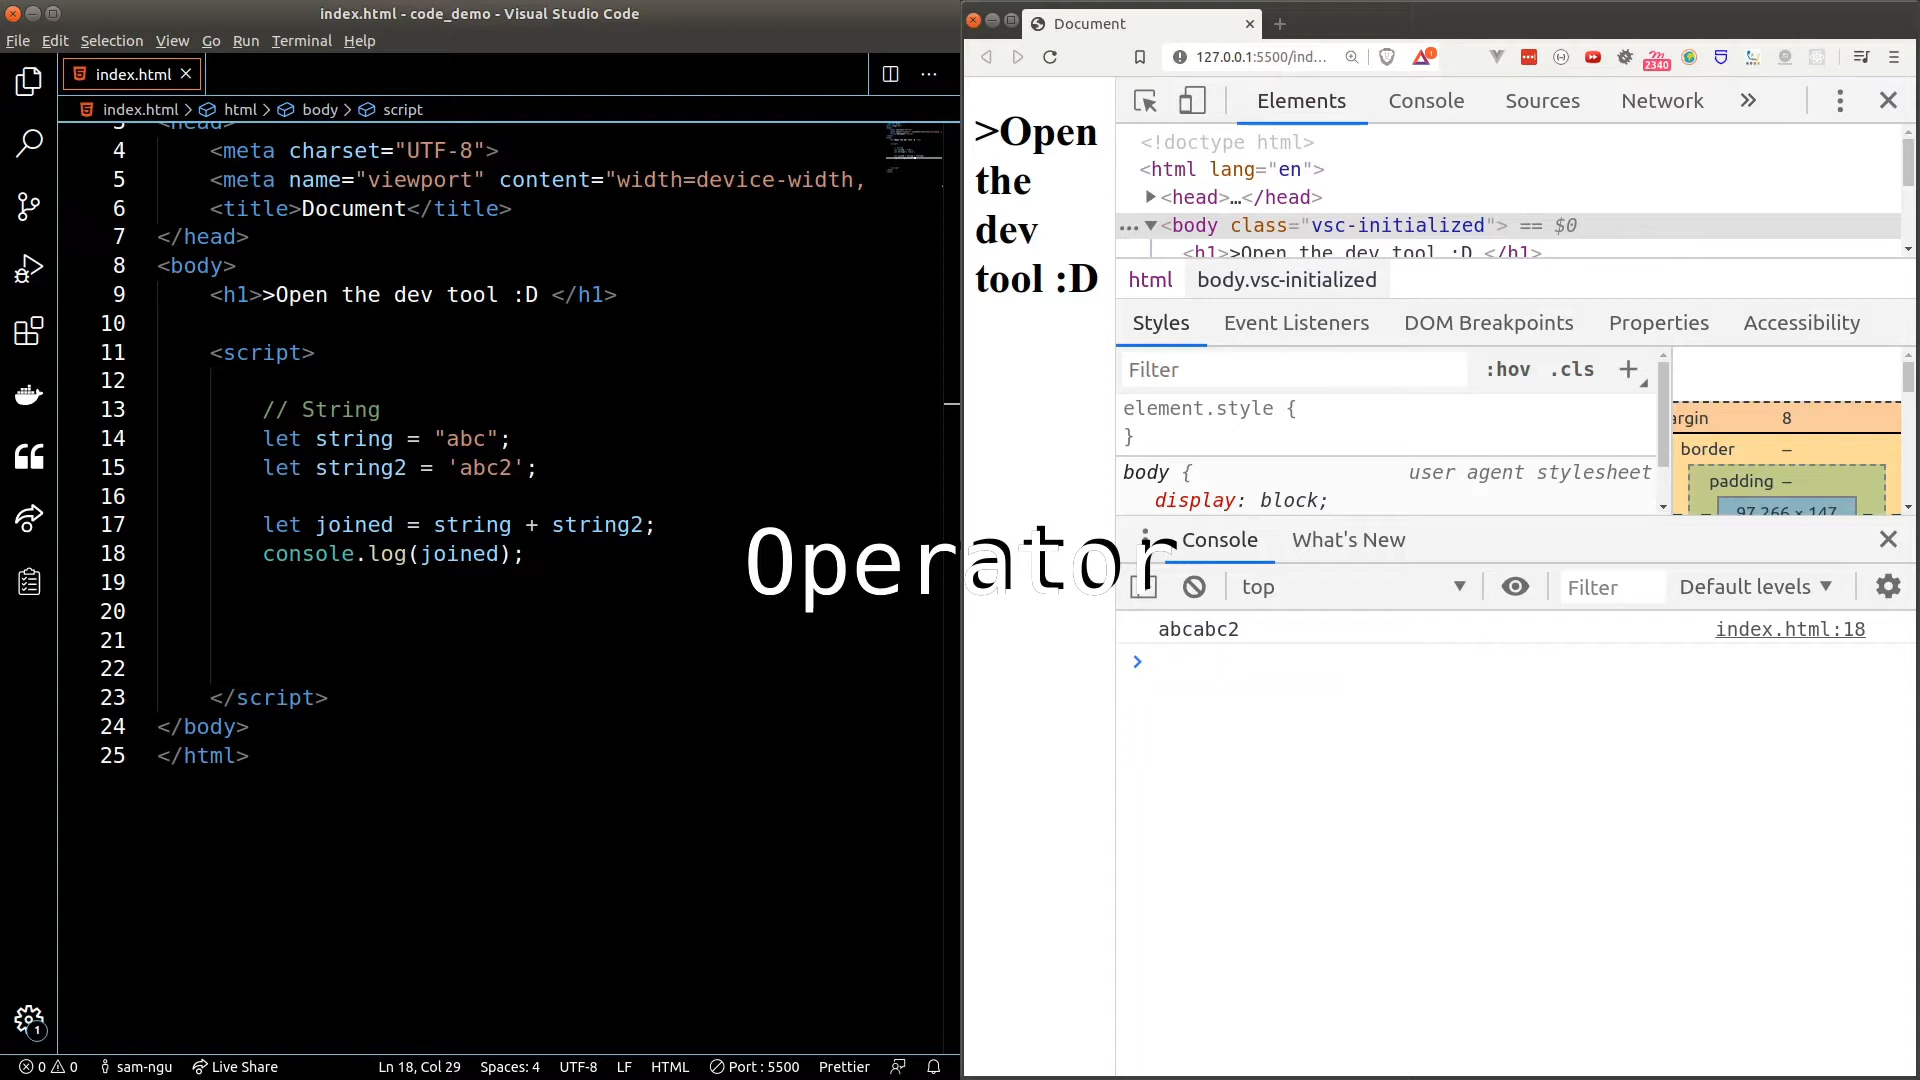 index.html - code_demo - Visual Studio Code
File Edit Selection View Go Run Terminal Help
index.html
index.html > html > body > script
3 <head>
4 <meta charset="UTF-8">
5 <meta name="viewport" content="width=device-width,
6 <title>Document</title>
7 </head>
8 <body>
9 <h1>>Open the dev tool :D </h1>
10
11 <script>
12
13 // String
14 let string = "abc";
15 let string2 = 'abc2';
16
17 let joined = string + string2;
18 console.log(joined);
19
20
21
22
23 </script>
24 </body>
25 </html>
1
0 0 sam-ngu Live Share Ln 18, Col 29 Spaces: 4 UTF-8 LF HTML Port : 5500 Prettier
Operator
Document
127.0.0.1:5500/ind... 1 2340
>Open
the
dev
tool :D
Elements Console Sources Network »
<!doctype html>
<html lang="en">
<head>…</head>
<body class="vsc-initialized"> == $0
<h1>>Open the dev tool :D </h1>
html body.vsc-initialized
Styles Event Listeners DOM Breakpoints Properties Accessibility
Filter :hov .cls +
element.style {
}
body { user agent stylesheet
display: block;
argin 8
border –
padding –
97.266 × 147
Console What's New
top Filter Default levels
abcabc2 index.html:18
>